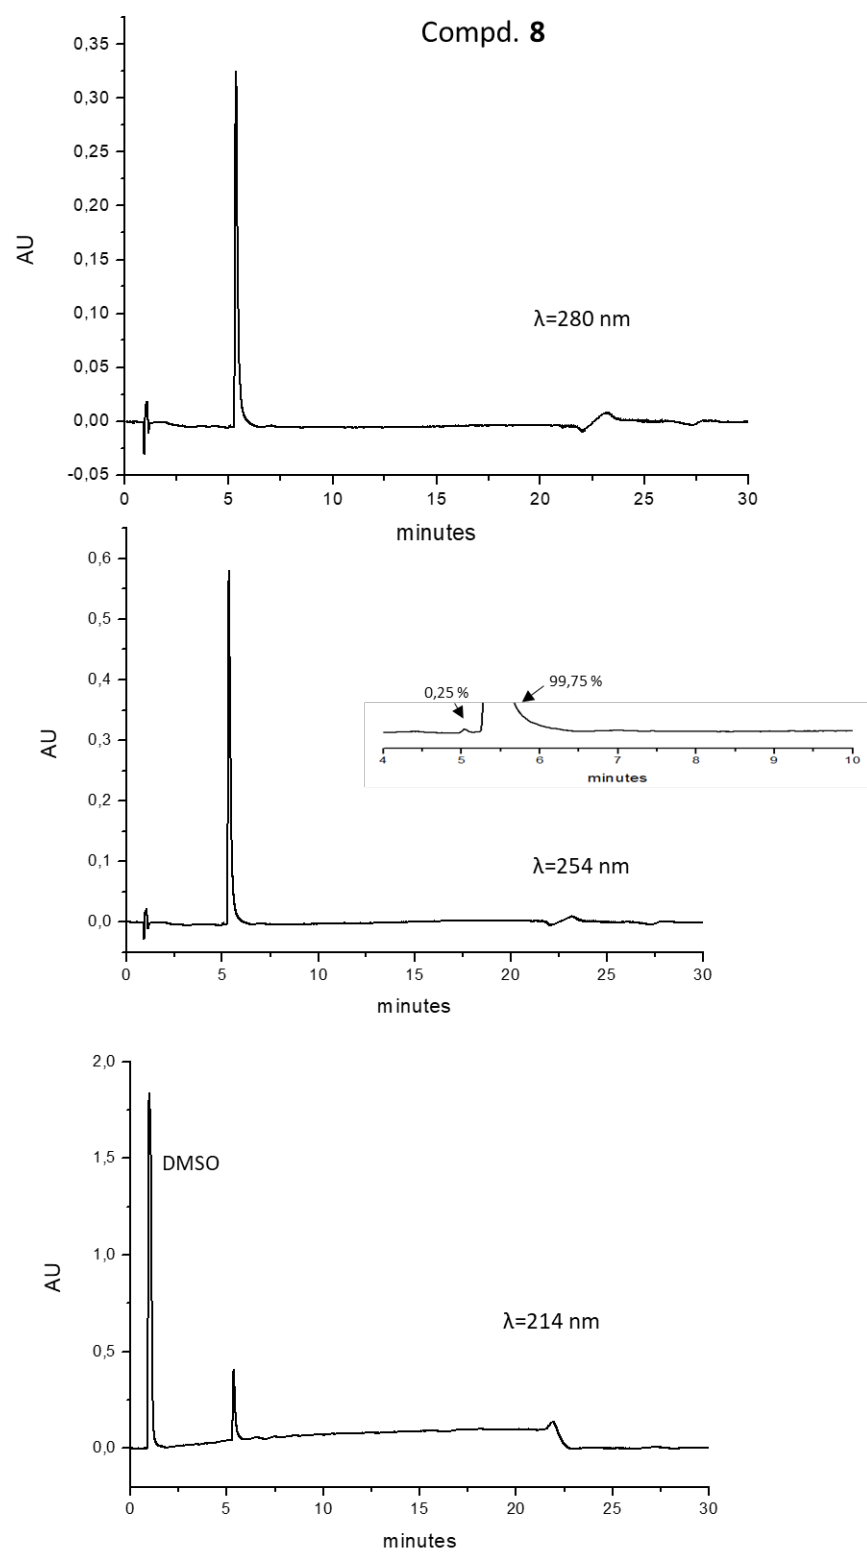 Compd. 8
0,35
0,30
0,25
0,20
0,15
0,10
0,05
0,00
-0,05
AU
λ=280 nm
0 5 10 15 20 25 30
minutes
0,6
0,5
0,4
0,3
0,2
0,1
0,0
AU
0,25 %
99,75 %
4 5 6 7 8 9 10
minutes
λ=254 nm
0 5 10 15 20 25 30
minutes
2,0
1,5
1,0
0,5
0,0
AU
DMSO
λ=214 nm
0 5 10 15 20 25 30
minutes